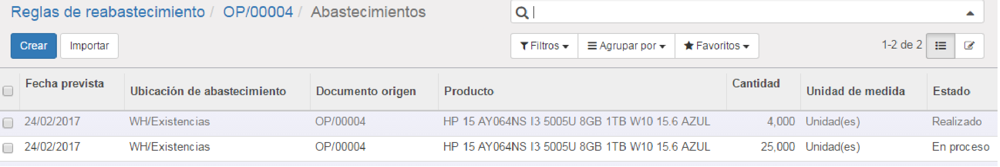 Reglas de reabastecimiento / OP/00004 / Abastecimientos
Crear Importar Filtros Agrupar por Favoritos 1-2 de 2
Fecha prevista Ubicación de abastecimiento Documento origen Producto Cantidad Unidad de medida Estado
24/02/2017 WH/Existencias OP/00004 HP 15 AY064NS I3 5005U 8GB 1TB W10 15.6 AZUL 4,000 Unidad(es) Realizado
24/02/2017 WH/Existencias OP/00004 HP 15 AY064NS I3 5005U 8GB 1TB W10 15.6 AZUL 25,000 Unidad(es) En proceso